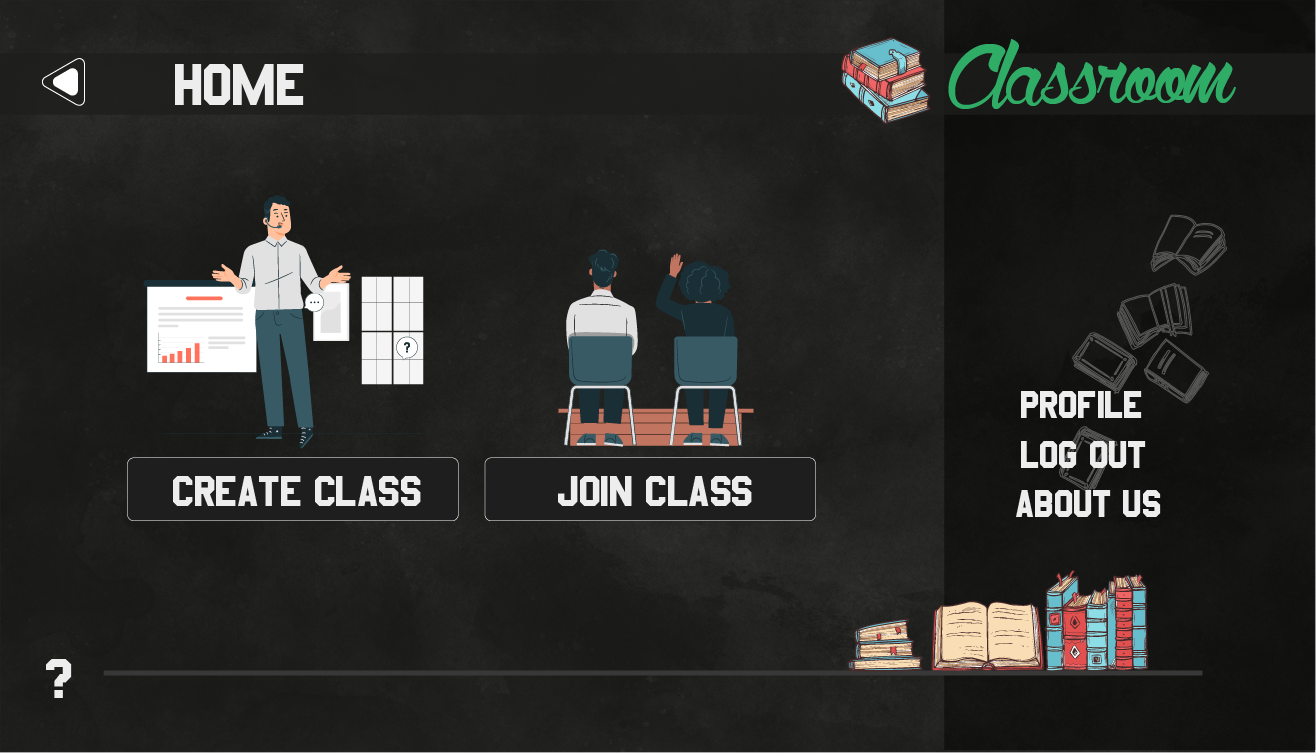 HOME
Classroom
?
CREATE CLASS
JOIN CLASS
PROFILE
LOG OUT
ABOUT US
?